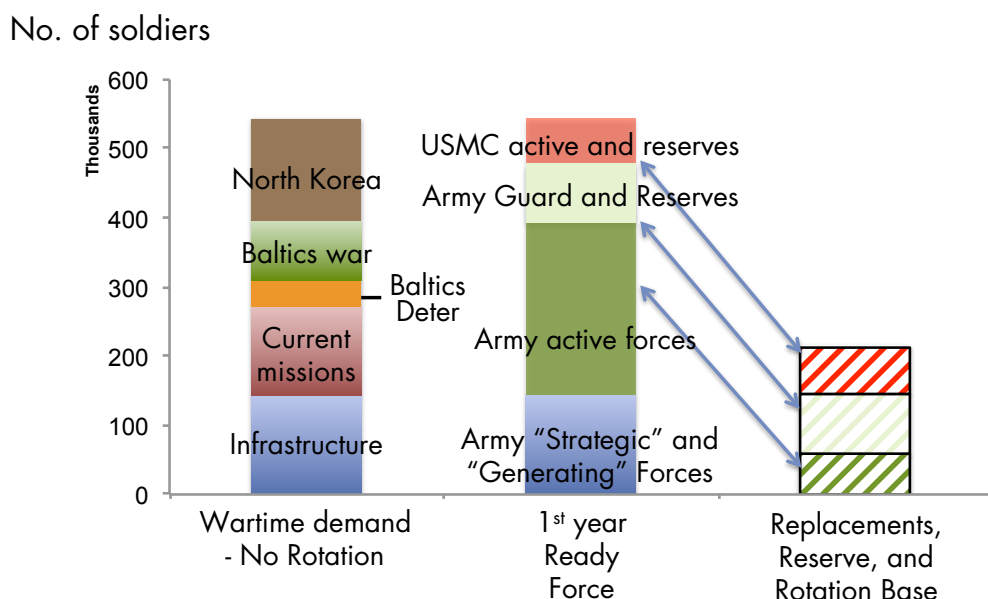 No. of soldiers
Thousands
600
500
400
300
200
100
0
North Korea
Baltics war
Baltics
Deter
Current
missions
Infrastructure
USMC active and reserves
Army Guard and Reserves
Army active forces
Army “Strategic” and
“Generating” Forces
Wartime demand
- No Rotation
1st year
Ready
Force
Replacements,
Reserve, and
Rotation Base